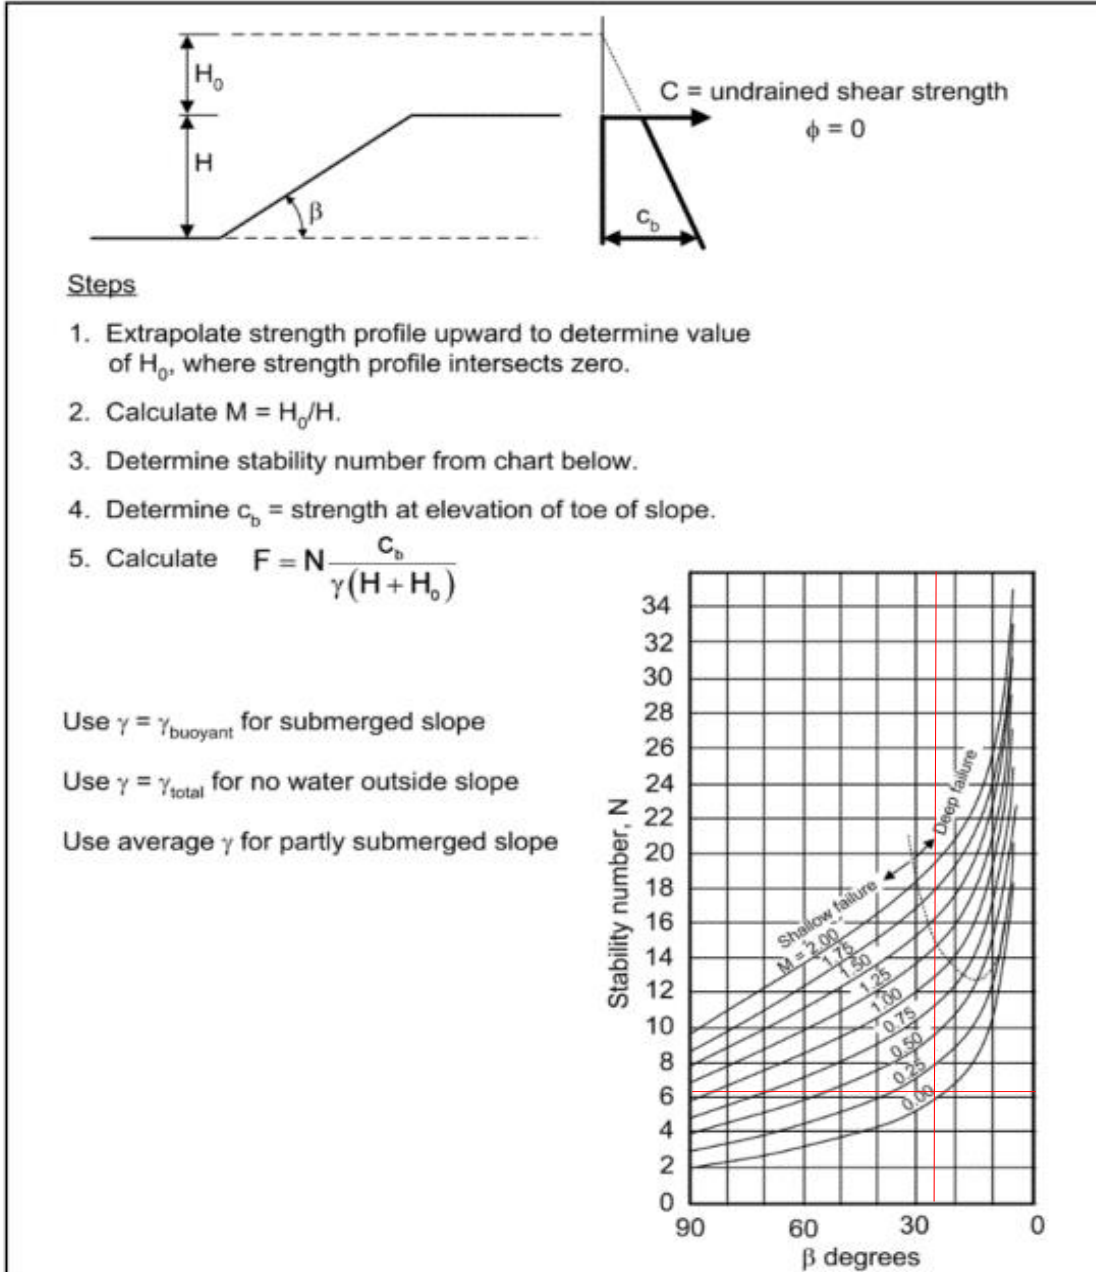 H₀
C = undrained shear strength
ϕ = 0
H
β
c_b
Steps
1. Extrapolate strength profile upward to determine value
of H₀, where strength profile intersects zero.
2. Calculate M = H₀/H.
3. Determine stability number from chart below.
4. Determine c_b = strength at elevation of toe of slope.
5. Calculate F = N c_b / γ(H + H₀)
Use γ = γ_buoyant for submerged slope
Use γ = γ_total for no water outside slope
Use average γ for partly submerged slope
Stability number, N
34
32
30
28
26
24
22
20
18
16
14
12
10
8
6
4
2
0
Deep failure
Shallow failure
M = 2.00
1.75
1.50
1.25
1.00
0.75
0.50
0.25
0.00
90 60 30 0
β degrees